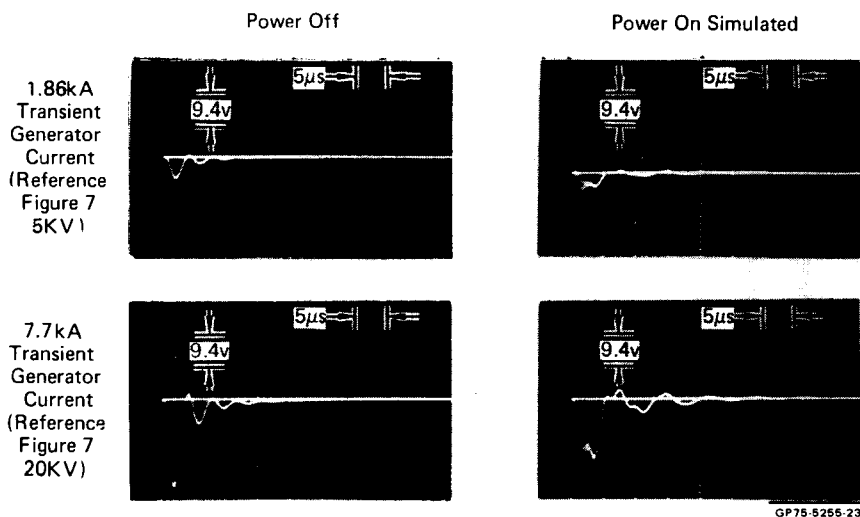 Power Off
Power On Simulated
1.86kA
Transient
Generator
Current
(Reference
Figure 7
5KV)
5μs
9.4v
5μs
9.4v
7.7kA
Transient
Generator
Current
(Reference
Figure 7
20KV)
5μs
9.4v
5μs
9.4v
GP75-5255-23